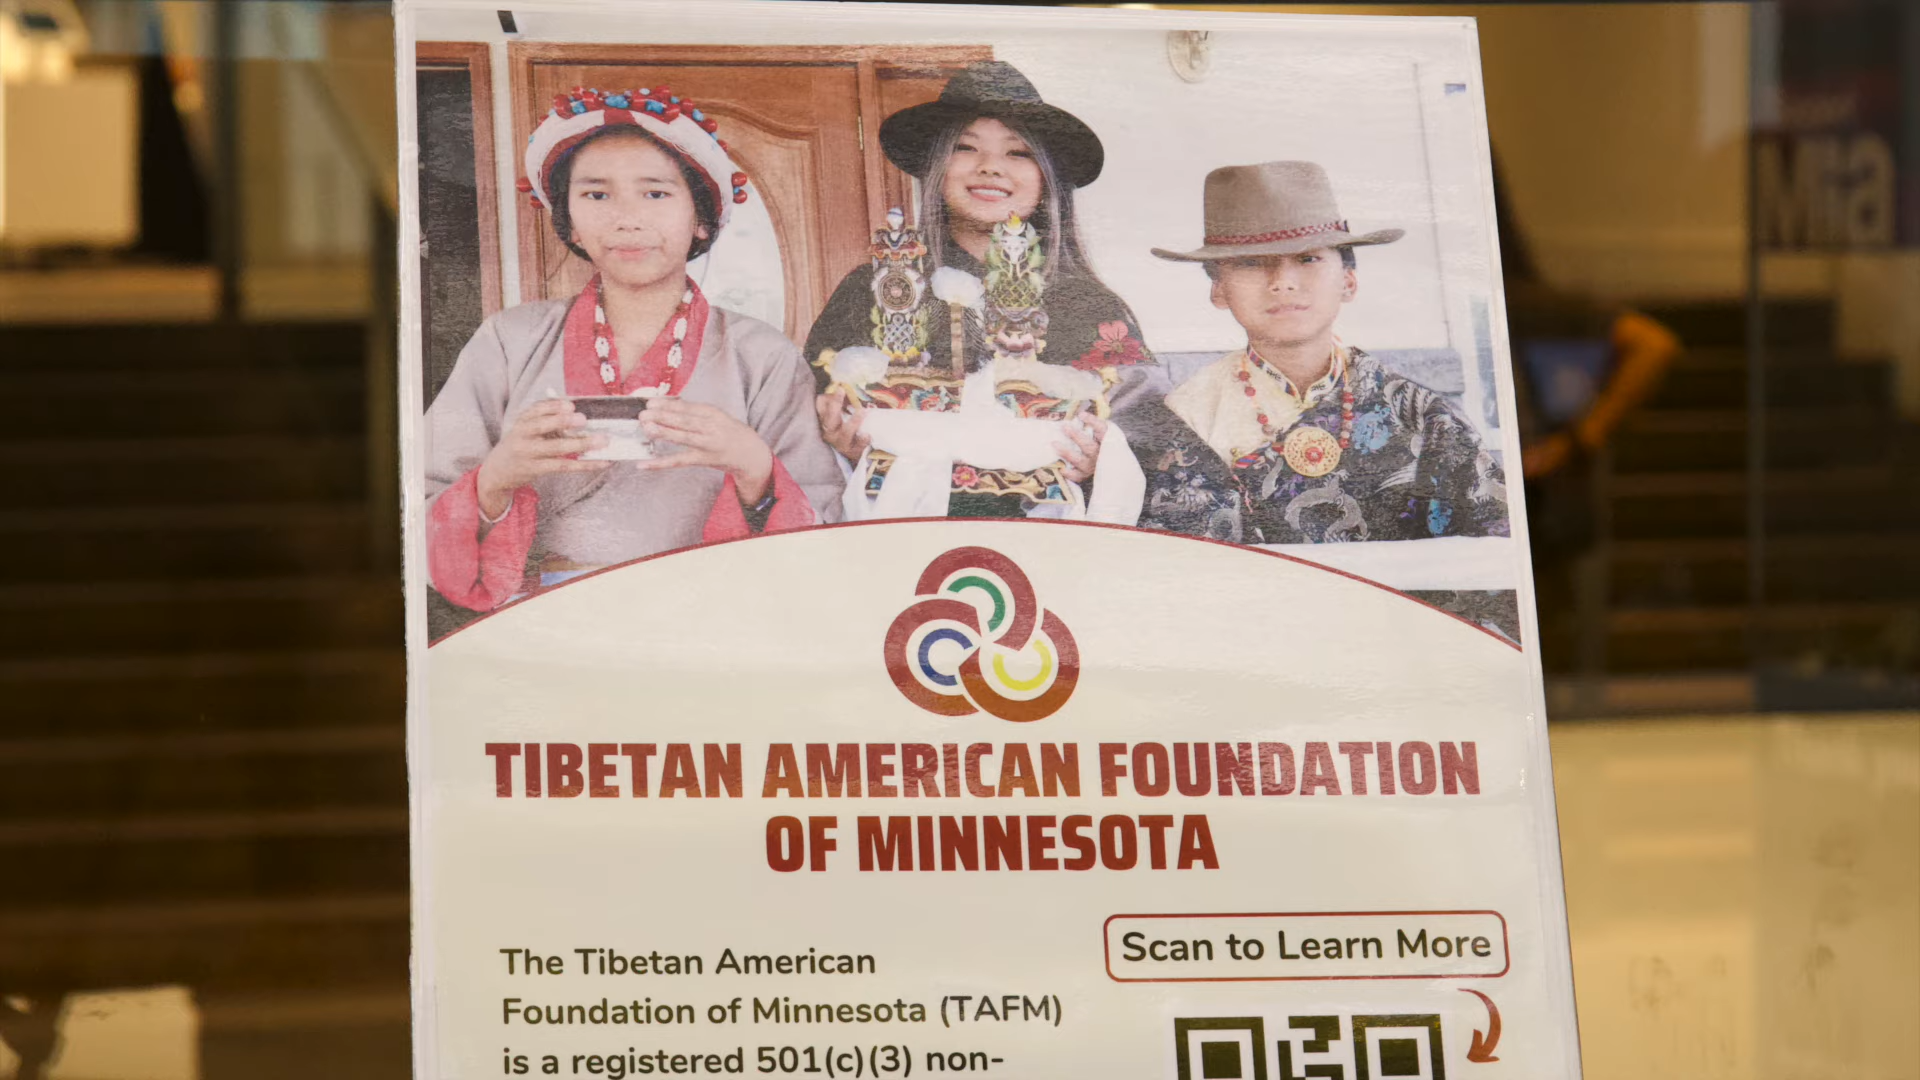 Mia
TIBETAN AMERICAN FOUNDATION
OF MINNESOTA
Scan to Learn More
The Tibetan American
Foundation of Minnesota (TAFM)
is a registered 501(c)(3) non-